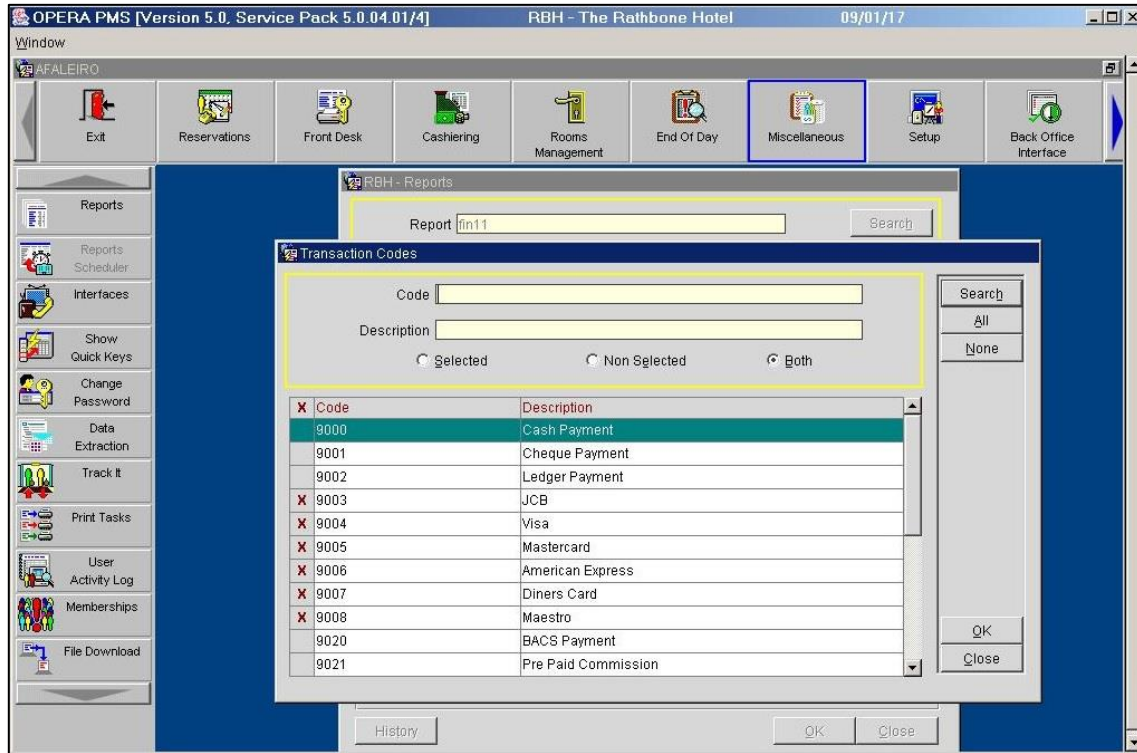 OPERA PMS [Version 5.0, Service Pack 5.0.04.01/4] RBH - The Rathbone Hotel 09/01/17
Window
AFALEIRO
Exit
Reservations
Front Desk
Cashiering
Rooms
Management
End Of Day
Miscellaneous
Setup
Back Office
Interface
Reports
Reports
Scheduler
Interfaces
Show
Quick Keys
Change
Password
Data
Extraction
Track It
Print Tasks
User
Activity Log
Memberships
File Download
RBH - Reports
Report fin11 Search
Transaction Codes
Code
Description
Selected Non Selected Both
Search
All
None
X Code Description
9000 Cash Payment
9001 Cheque Payment
9002 Ledger Payment
X 9003 JCB
X 9004 Visa
X 9005 Mastercard
X 9006 American Express
X 9007 Diners Card
X 9008 Maestro
9020 BACS Payment
9021 Pre Paid Commission
OK
Close
History OK Close